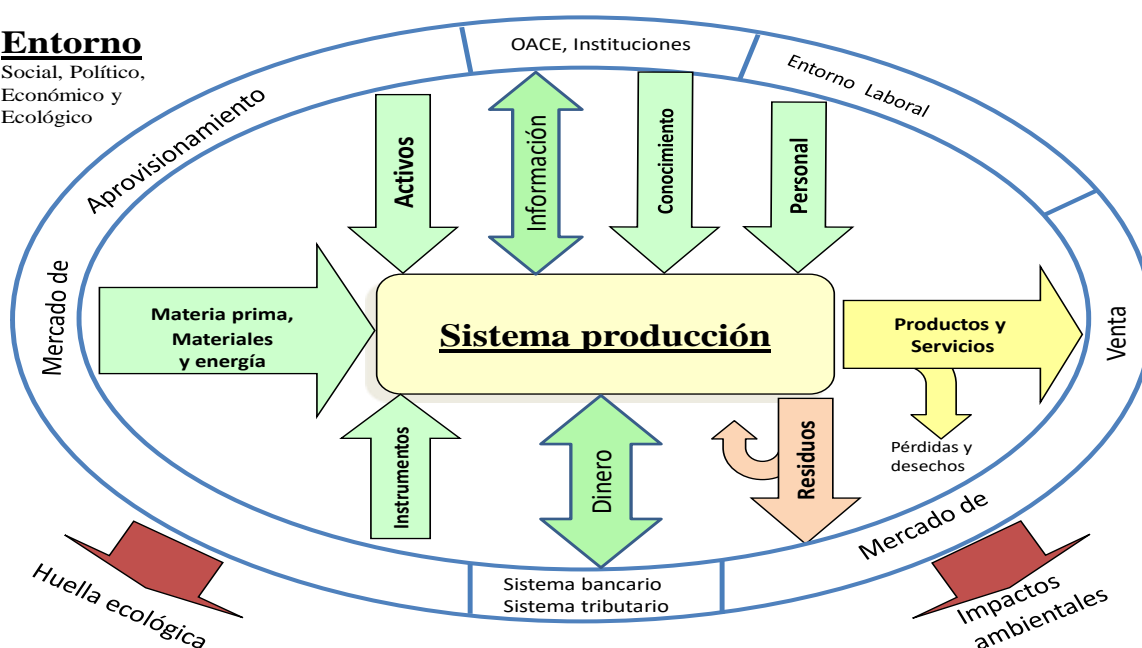 Entorno
Social, Político,
Económico y
Ecológico
OACE, Instituciones
Entorno Laboral
Mercado de
Aprovisionamiento
Activos
Información
Conocimiento
Personal
Materia prima,
Materiales
y energía
Sistema producción
Productos y
Servicios
Venta
Pérdidas y
desechos
Instrumentos
Dinero
Residuos
Mercado de
Sistema bancario
Sistema tributario
Huella ecológica
Impactos
ambientales